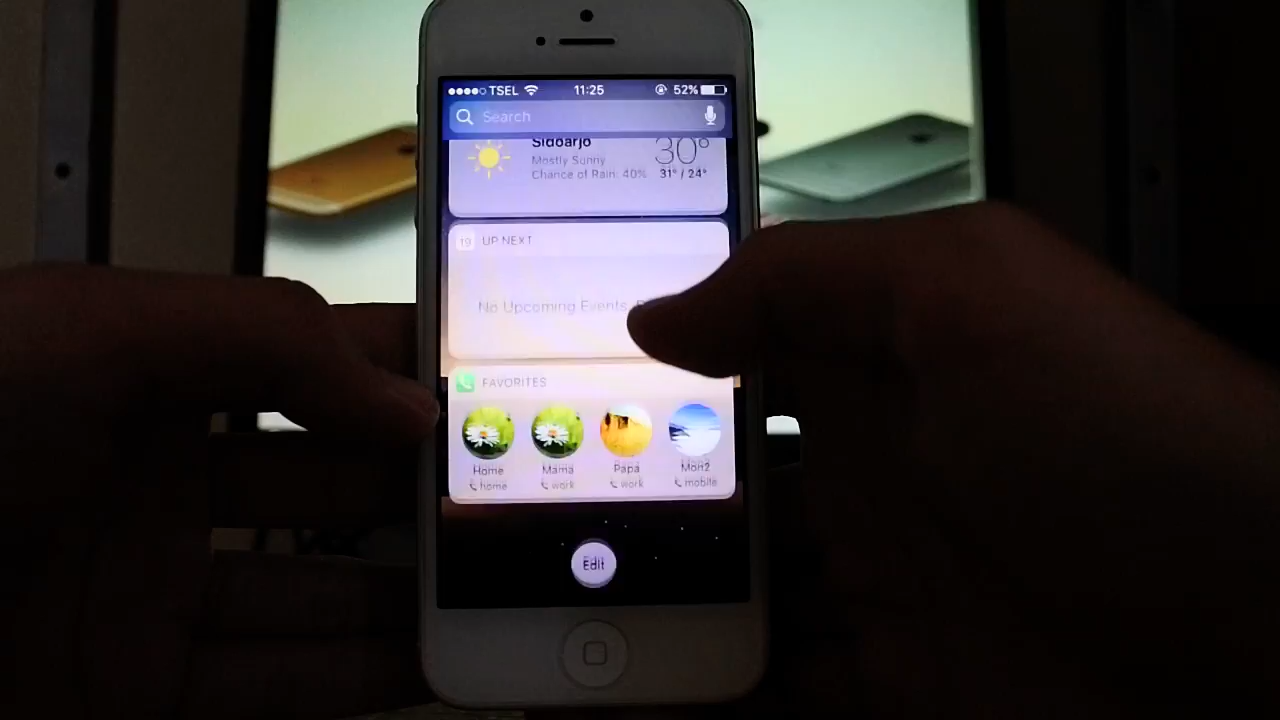 TSEL 11:25 52%
Search
Sidoarjo 30°
Mostly Sunny
Chance of Rain: 40% 31° / 24°
19 UP NEXT
No Upcoming Events
FAVORITES
Home Mama Papa Mon2
home work work mobile
Edit